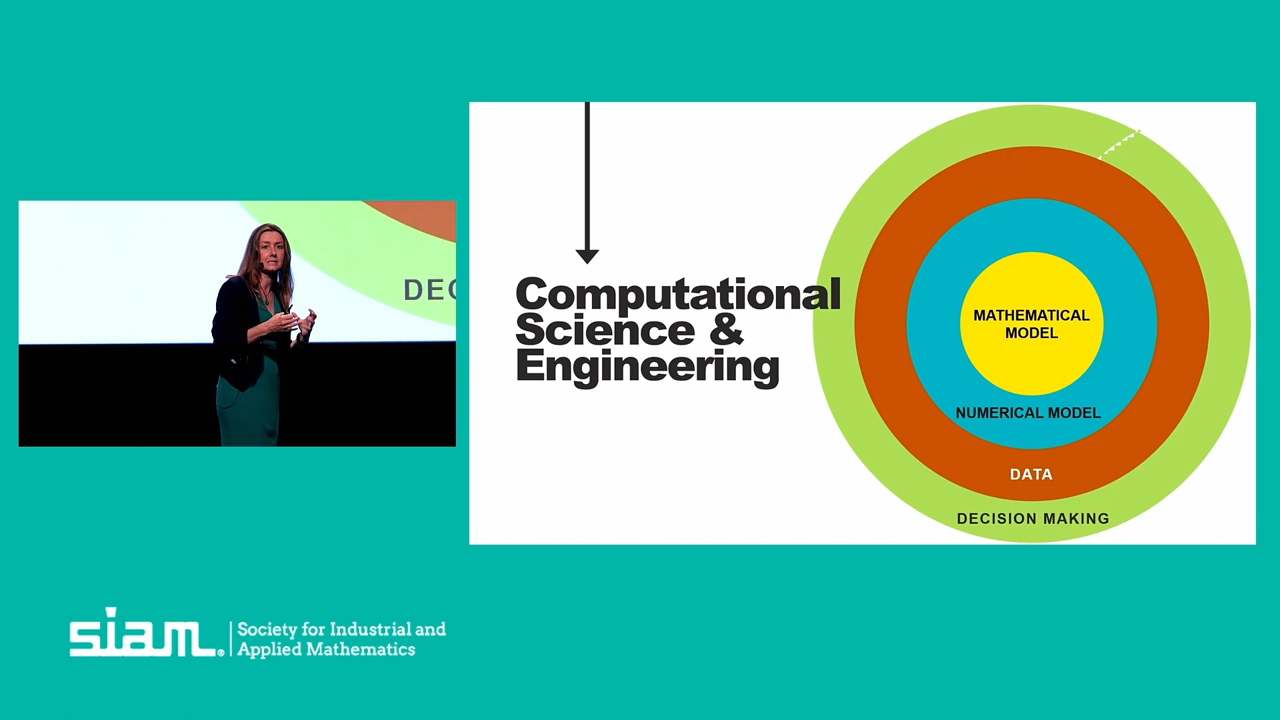 DEC
Computational
Science &
Engineering
MATHEMATICAL
MODEL
NUMERICAL MODEL
DATA
DECISION MAKING
siam.®
Society for Industrial and
Applied Mathematics